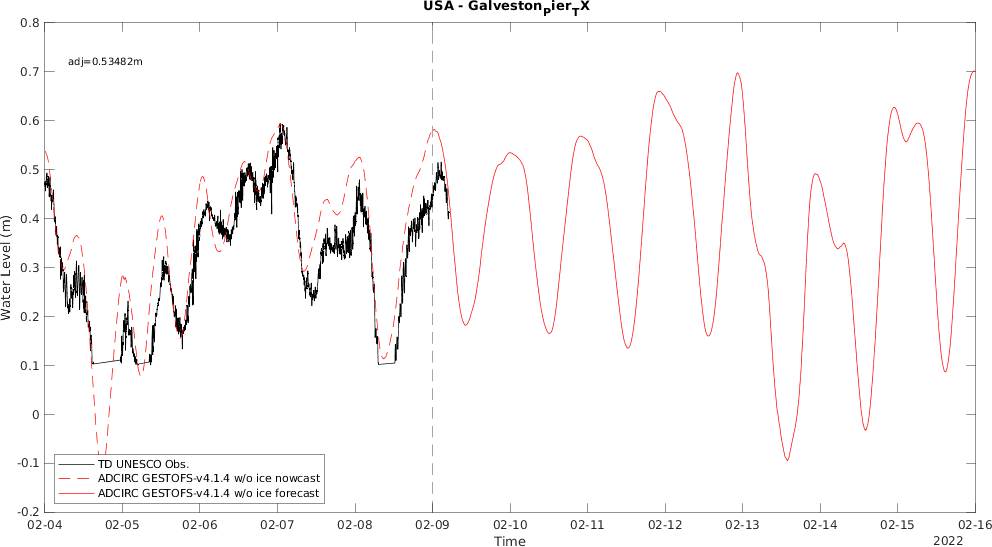 USA - GalvestonPierTX
0.8
adj=0.53482m
0.7
0.6
0.5
0.4
0.3
0.2
0.1
0
-0.1
-0.2
Water Level (m)
TD UNESCO Obs.
ADCIRC GESTOFS-v4.1.4 w/o ice nowcast
ADCIRC GESTOFS-v4.1.4 w/o ice forecast
02-04 02-05 02-06 02-07 02-08 02-09 02-10 02-11 02-12 02-13 02-14 02-15 02-16
Time
2022